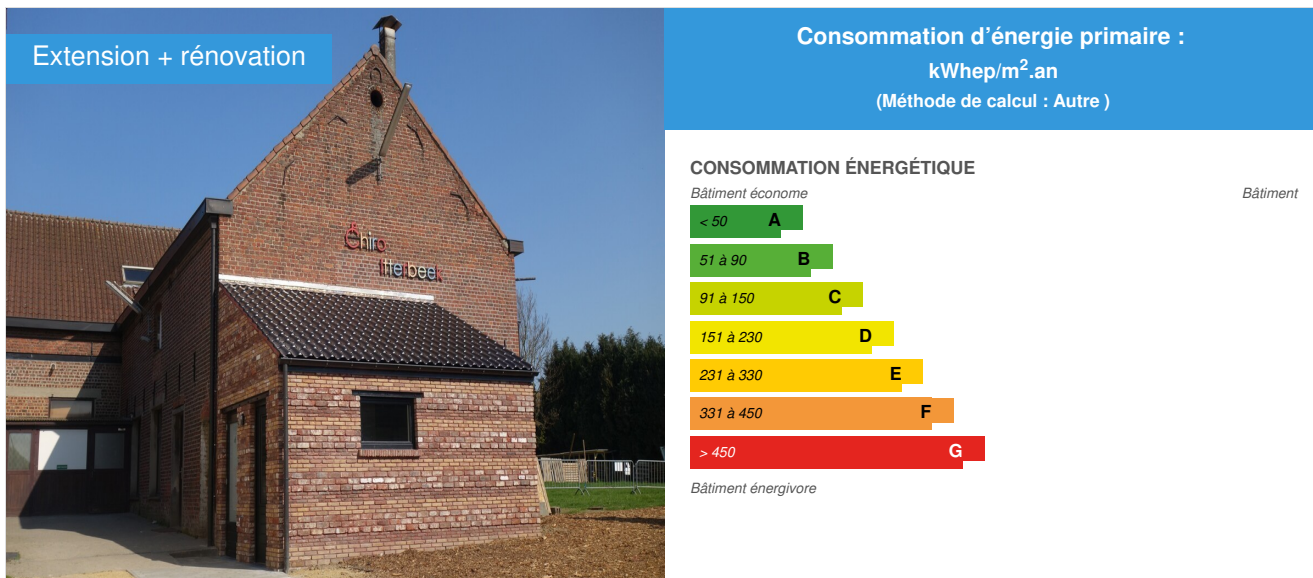 Extension + rénovation
Chiro
Itterbeek
Consommation d'énergie primaire :
kWhep/m².an
(Méthode de calcul : Autre )
CONSOMMATION ÉNERGÉTIQUE
Bâtiment économe
Bâtiment
< 50 A
51 à 90 B
91 à 150 C
151 à 230 D
231 à 330 E
331 à 450 F
> 450 G
Bâtiment énergivore